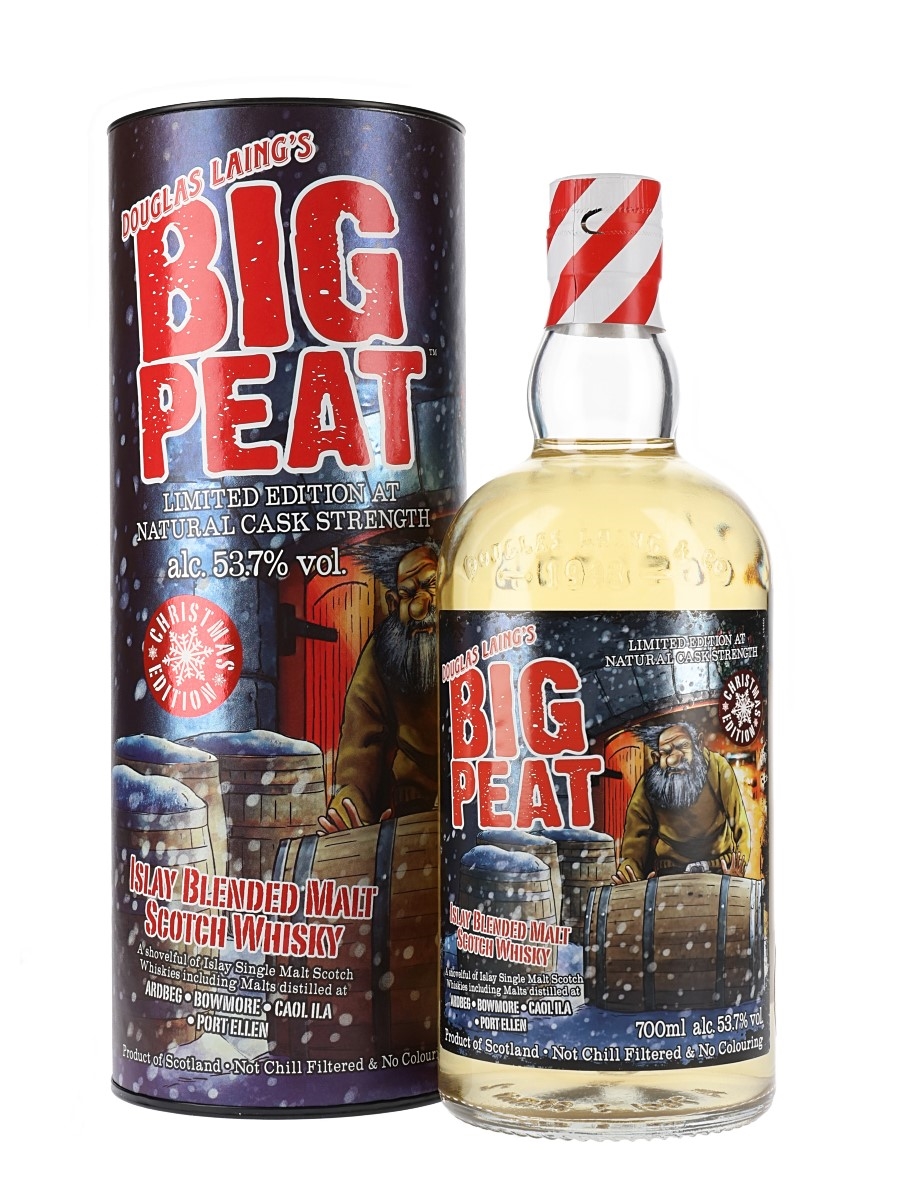 DOUGLAS LAING'S
BIG
PEAT™
LIMITED EDITION AT
NATURAL CASK STRENGTH
alc. 53.7% vol.
CHRISTMAS
EDITION
ISLAY BLENDED MALT
SCOTCH WHISKY
A shovelful of Islay Single Malt Scotch
Whiskies including Malts distilled at
ARDBEG • BOWMORE • CAOL ILA
• PORT ELLEN
Product of Scotland • Not Chill Filtered & No Colour
DOUGLAS LAING & Co
DOUGLAS LAING'S
BIG
PEAT
LIMITED EDITION AT
NATURAL CASK STRENGTH
CHRISTMAS
EDITION
ISLAY BLENDED MALT
SCOTCH WHISKY
A shovelful of Islay Single Malt Scotch
Whiskies including Malts distilled at
ARDBEG • BOWMORE • CAOL ILA
• PORT ELLEN
700ml alc. 53.7% vol.
Product of Scotland • Not Chill Filtered & No Colouring